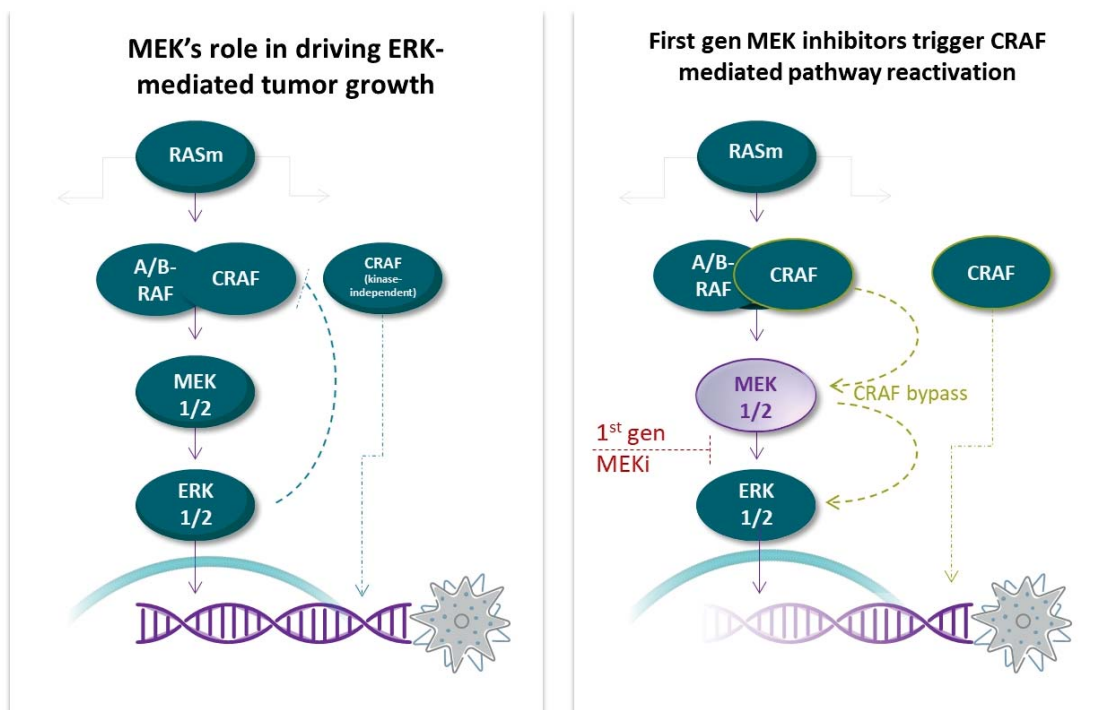 MEK’s role in driving ERK-
mediated tumor growth
RASm
A/B-
RAF
CRAF
CRAF
(kinase-
independent)
MEK
1/2
ERK
1/2
First gen MEK inhibitors trigger CRAF
mediated pathway reactivation
RASm
A/B-
RAF
CRAF
CRAF
MEK
1/2
CRAF bypass
1st gen
MEKi
ERK
1/2